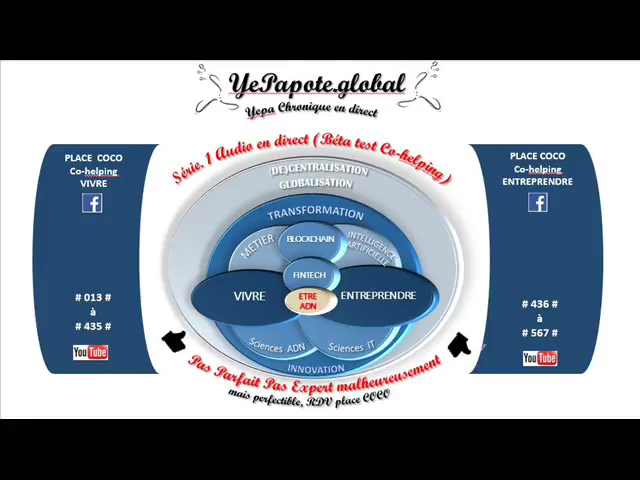 YePapote.global
Yepa Chronique en direct
Série, 1 Audio en direct (Béta test Co-helping)
PLACE COCO
Co-helping
VIVRE
# 013 #
à
# 435 #
YouTube
(DE)CENTRALISATION
GLOBALISATION
TRANSFORMATION
METIER
BLOCKCHAIN
INTELLIGENCE
ARTIFICIELLE
FINTECH
VIVRE
ETRE
ADN
ENTREPRENDRE
Sciences ADN
Sciences IT
INNOVATION
PLACE COCO
Co-helping
ENTREPRENDRE
# 436 #
à
# 567 #
YouTube
Pas Parfait Pas Expert malheureusement
mais perfectible, RDV place COCO